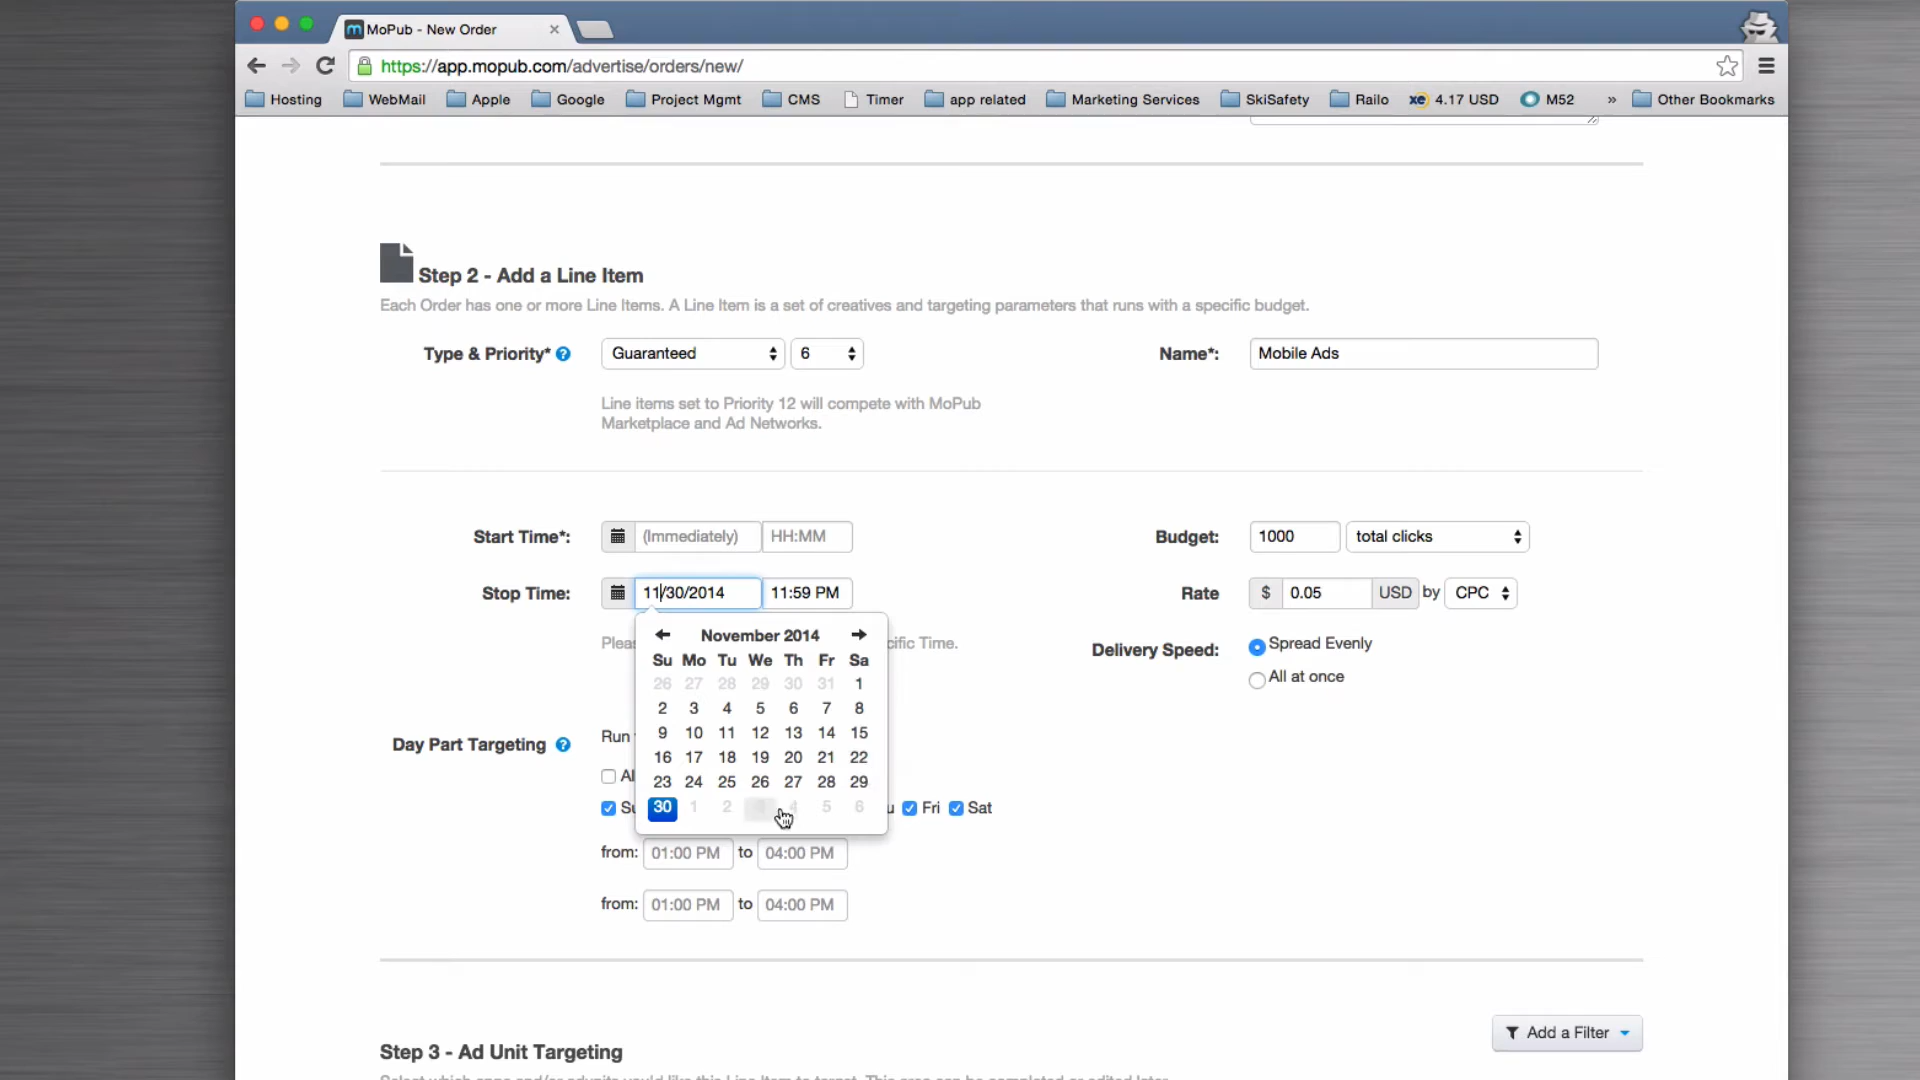 MoPub - New Order
https://app.mopub.com/advertise/orders/new/
Hosting WebMail Apple Google Project Mgmt CMS Timer app related Marketing Services SkiSafety Railo xe 4.17 USD M52 » Other Bookmarks
Step 2 - Add a Line Item
Each Order has one or more Line Items. A Line Item is a set of creatives and targeting parameters that runs with a specific budget.
Type & Priority* ? Guaranteed 6 Name*: Mobile Ads
Line items set to Priority 12 will compete with MoPub
Marketplace and Ad Networks.
Start Time*: (Immediately) HH:MM Budget: 1000 total clicks
Stop Time: 11/30/2014 11:59 PM Rate $ 0.05 USD by CPC
Delivery Speed: Spread Evenly
All at once
November 2014
Su Mo Tu We Th Fr Sa
26 27 28 29 30 31 1
2 3 4 5 6 7 8
9 10 11 12 13 14 15
16 17 18 19 20 21 22
23 24 25 26 27 28 29
30 1 2 3 4 5 6
Day Part Targeting ? Run
Fri Sat
from: 01:00 PM to 04:00 PM
from: 01:00 PM to 04:00 PM
Add a Filter
Step 3 - Ad Unit Targeting